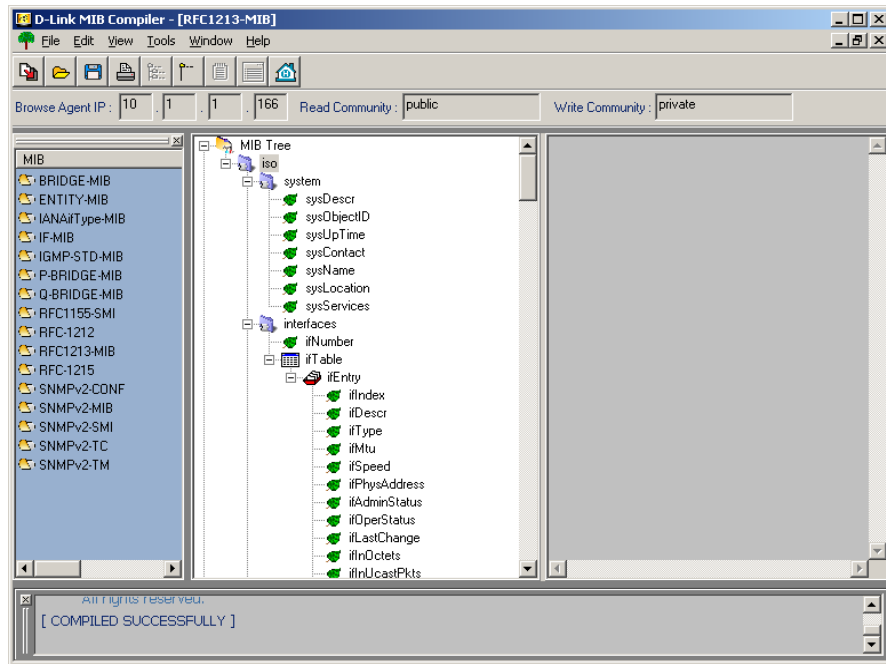 D-Link MIB Compiler - [RFC1213-MIB]
File Edit View Tools Window Help
Browse Agent IP : 10 . 1 . 1 . 166 Read Community : public Write Community : private
MIB
BRIDGE-MIB
ENTITY-MIB
IANAifType-MIB
IF-MIB
IGMP-STD-MIB
P-BRIDGE-MIB
Q-BRIDGE-MIB
RFC1155-SMI
RFC-1212
RFC1213-MIB
RFC-1215
SNMPv2-CONF
SNMPv2-MIB
SNMPv2-SMI
SNMPv2-TC
SNMPv2-TM
MIB Tree
iso
system
sysDescr
sysObjectID
sysUpTime
sysContact
sysName
sysLocation
sysServices
interfaces
ifNumber
ifTable
ifEntry
ifIndex
ifDescr
ifType
ifMtu
ifSpeed
ifPhysAddress
ifAdminStatus
ifOperStatus
ifLastChange
ifInOctets
ifInUcastPkts
All rights reserved.
[ COMPILED SUCCESSFULLY ]